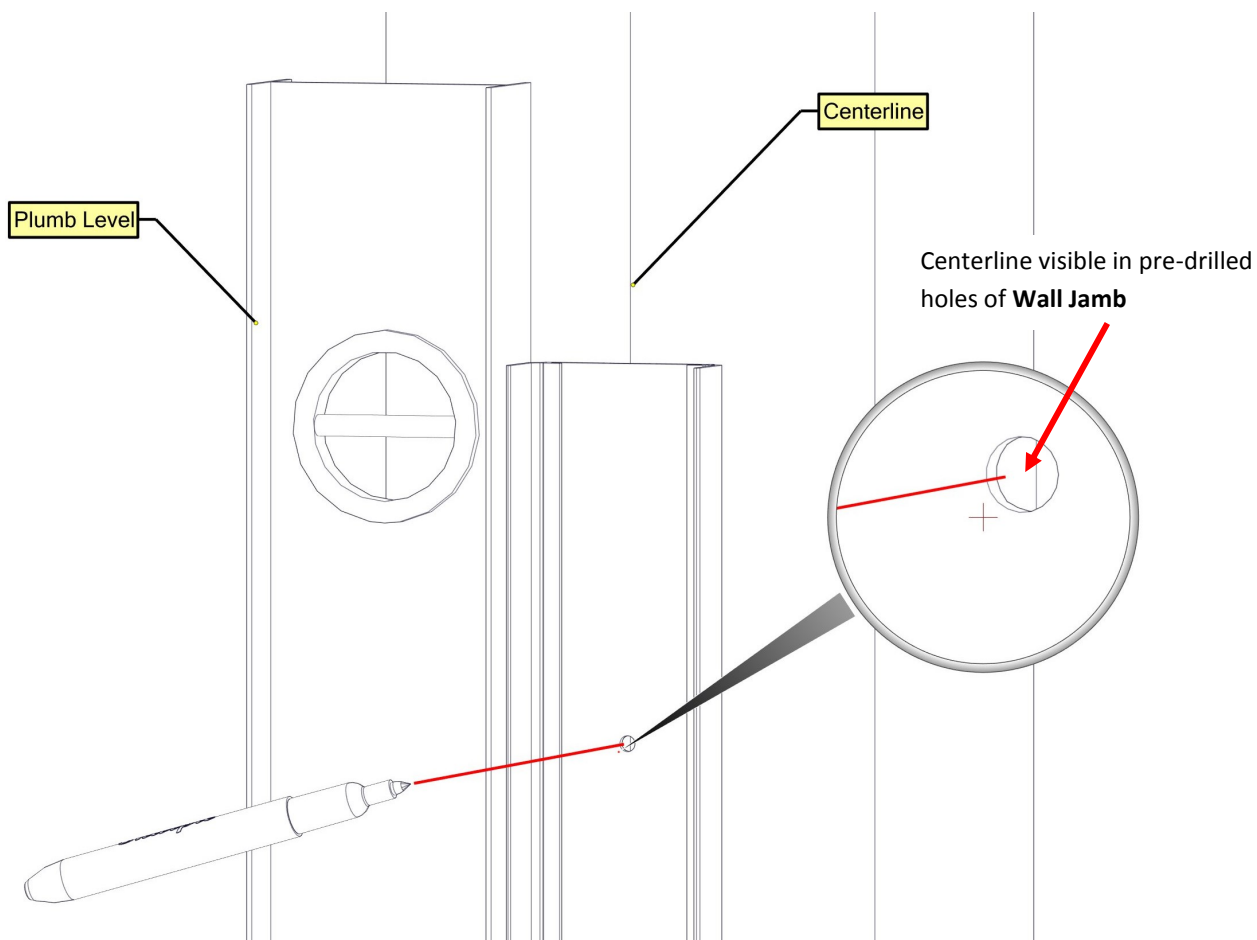 Centerline
Plumb Level
Centerline visible in pre-drilled
holes of Wall Jamb